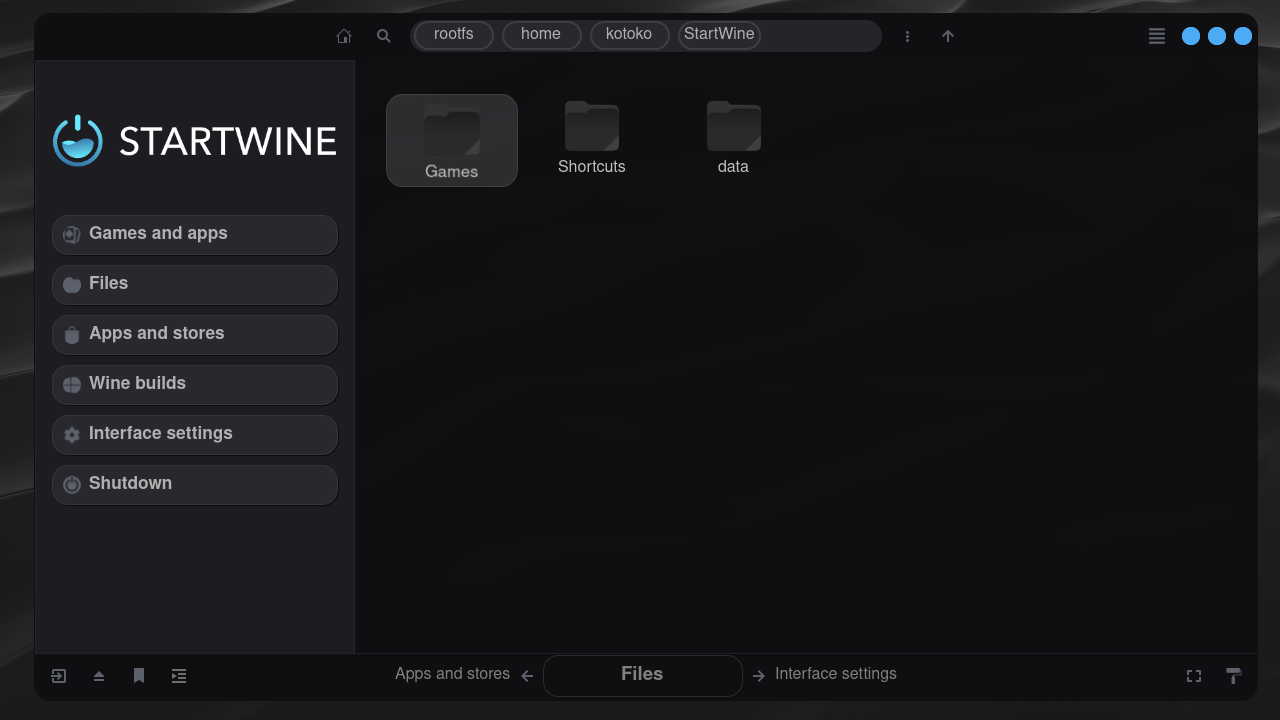 rootfs home kotoko StartWine
STARTWINE
Games and apps
Files
Apps and stores
Wine builds
Interface settings
Shutdown
Games Shortcuts data
Apps and stores Files Interface settings